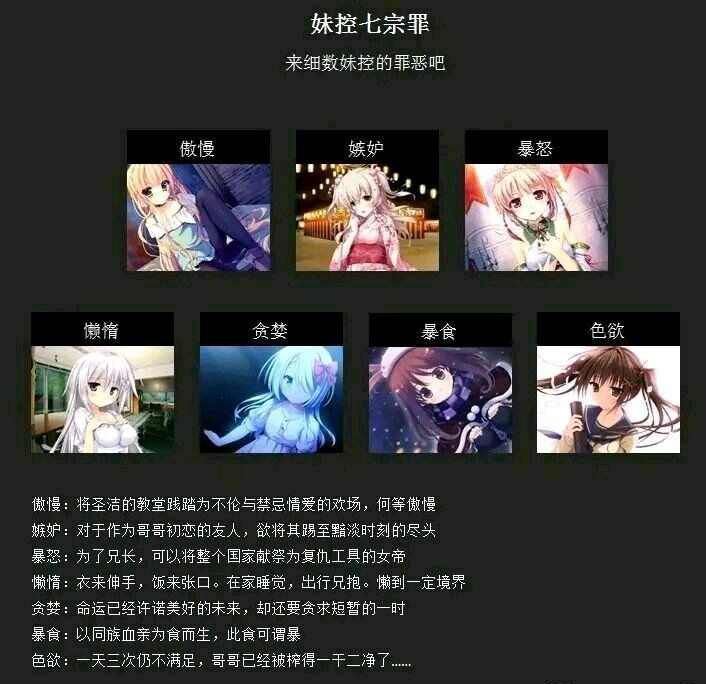 妹控七宗罪
来细数妹控的罪恶吧
傲慢
嫉妒
暴怒
懒惰
贪婪
暴食
色欲
傲慢：将圣洁的教堂践踏为不伦与禁忌情爱的欢场，何等傲慢
嫉妒：对于作为哥哥初恋的友人，欲将其踢至黯淡时刻的尽头
暴怒：为了兄长，可以将整个国家献祭为复仇工具的女帝
懒惰：衣来伸手，饭来张口。在家睡觉，出行兄抱。懒到一定境界
贪婪：命运已经许诺美好的未来，却还要贪求短暂的一时
暴食：以同族血亲为食而生，此食可谓暴
色欲：一天三次仍不满足，哥哥已经被榨得一干二净了……